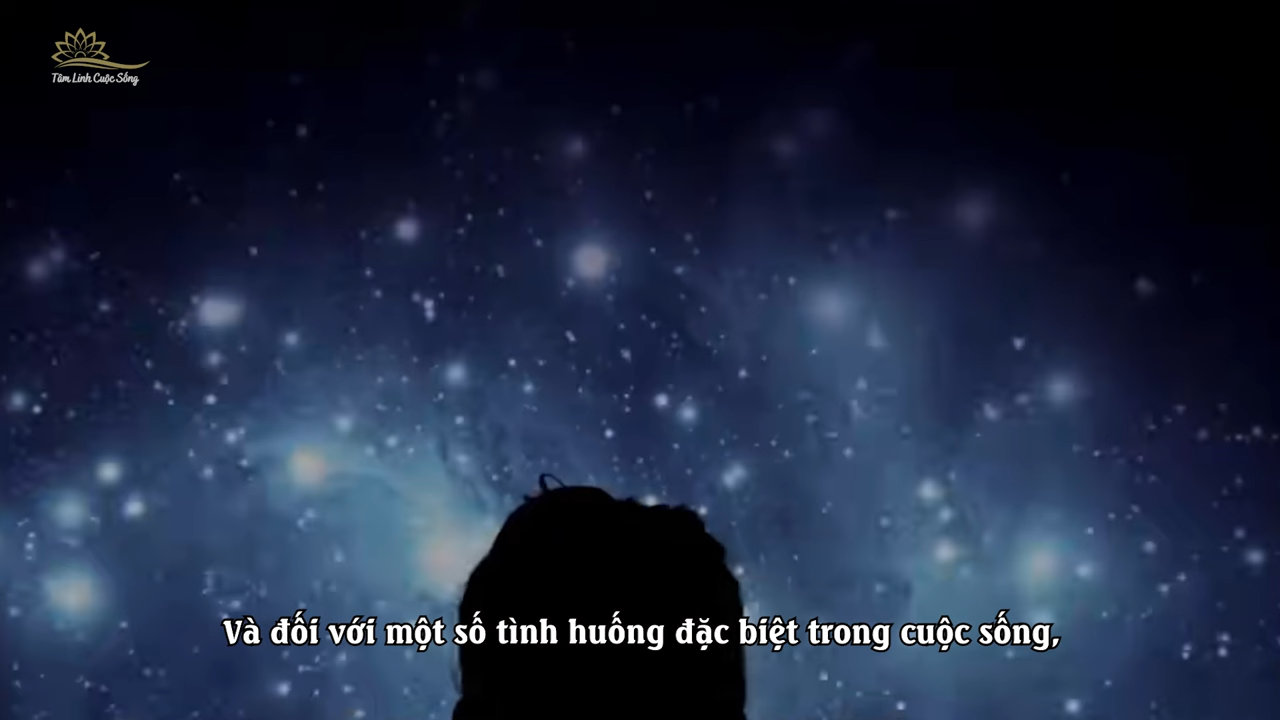 Tâm Linh Cuộc Sống
Và đối với một số tình huống đặc biệt trong cuộc sống,